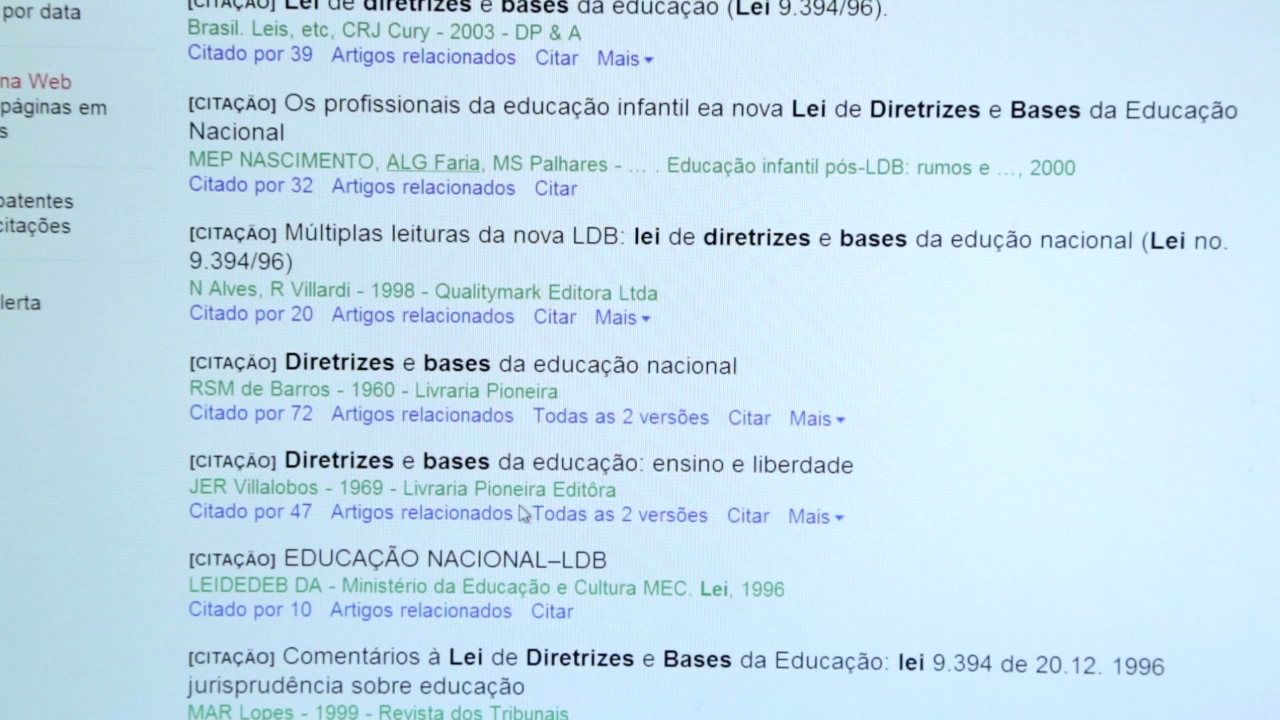 por data
na Web
páginas em
s
patentes
citações
lerta
[CITAÇÃO] Lei de diretrizes e bases da educação (Lei 9.394/96).
Brasil. Leis, etc, CRJ Cury - 2003 - DP & A
Citado por 39 Artigos relacionados Citar Mais
[CITAÇÃO] Os profissionais da educação infantil ea nova Lei de Diretrizes e Bases da Educação
Nacional
MEP NASCIMENTO, ALG Faria, MS Palhares - ... . Educação infantil pós-LDB: rumos e ..., 2000
Citado por 32 Artigos relacionados Citar
[CITAÇÃO] Múltiplas leituras da nova LDB: lei de diretrizes e bases da edução nacional (Lei no.
9.394/96)
N Alves, R Villardi - 1998 - Qualitymark Editora Ltda
Citado por 20 Artigos relacionados Citar Mais
[CITAÇÃO] Diretrizes e bases da educação nacional
RSM de Barros - 1960 - Livraria Pioneira
Citado por 72 Artigos relacionados Todas as 2 versões Citar Mais
[CITAÇÃO] Diretrizes e bases da educação: ensino e liberdade
JER Villalobos - 1969 - Livraria Pioneira Editôra
Citado por 47 Artigos relacionados Todas as 2 versões Citar Mais
[CITAÇÃO] EDUCAÇÃO NACIONAL–LDB
LEIDEDEB DA - Ministério da Educação e Cultura MEC. Lei, 1996
Citado por 10 Artigos relacionados Citar
[CITAÇÃO] Comentários à Lei de Diretrizes e Bases da Educação: lei 9.394 de 20.12. 1996
jurisprudência sobre educação
MAR Lopes - 1999 - Revista dos Tribunais